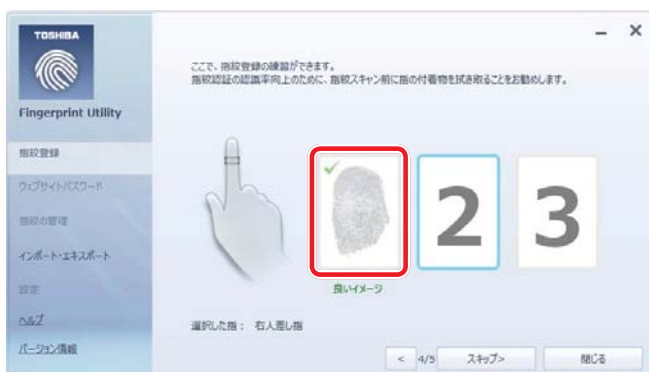 TOSHIBA
Fingerprint Utility
指紋登録
ウェブサイトパスワード
指紋の管理
インポート・エキスポート
設定
ヘルプ
バージョン情報
ここで、指紋登録の練習ができます。
指紋認証の認識率向上のために、指紋スキャン前に指の付着物を拭き取ることをお勧めします。
2
3
良いイメージ
選択した指： 右人差し指
< 4/5 スキップ> 閉じる